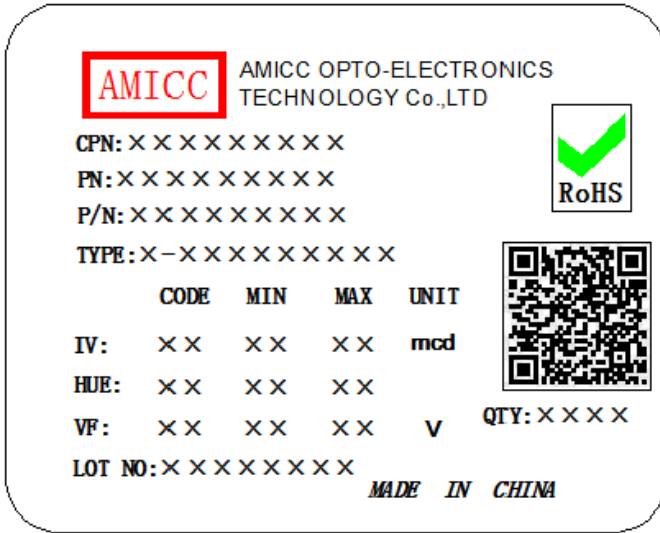 AMICC
AMICC OPTO-ELECTRONICS
TECHNOLOGY Co.,LTD
CPN:×××××××××
PN:×××××××××
P/N:×××××××××
RoHS
TYPE:×-×××××××××
CODE MIN MAX UNIT
IV: ×× ×× ×× mcd
HUE: ×× ×× ××
VF: ×× ×× ×× V
QTY:××××
LOT NO:××××××××
MADE IN CHINA